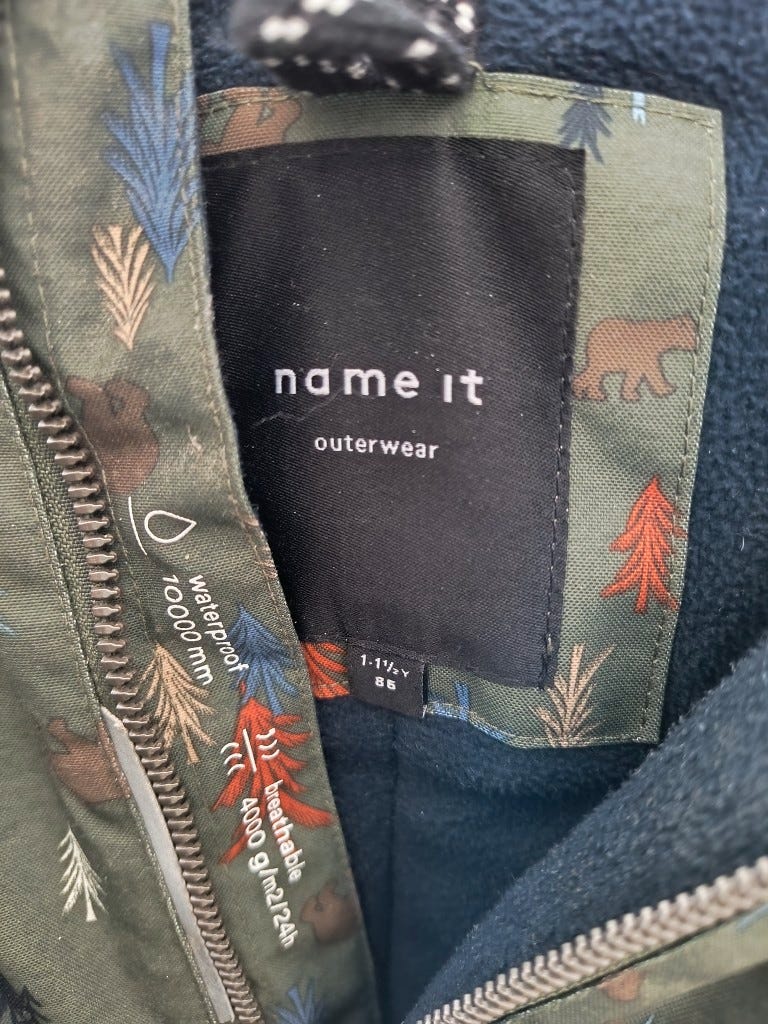 name it
outerwear
1-1½Y
86
waterproof
10000 mm
breathable
4000 g/m2/24h